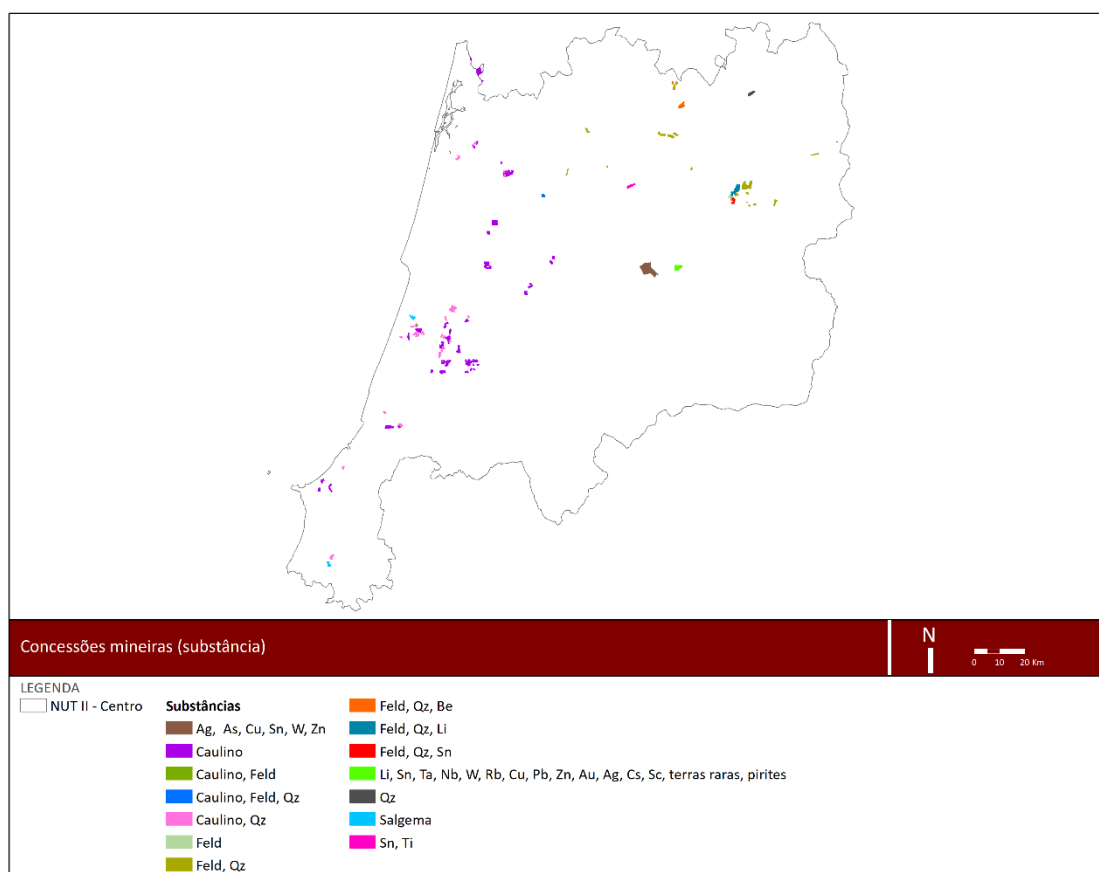 Concessões mineiras (substância)
N
0 10 20 Km
LEGENDA
NUT II - Centro
Substâncias
Ag, As, Cu, Sn, W, Zn
Caulino
Caulino, Feld
Caulino, Feld, Qz
Caulino, Qz
Feld
Feld, Qz
Feld, Qz, Be
Feld, Qz, Li
Feld, Qz, Sn
Li, Sn, Ta, Nb, W, Rb, Cu, Pb, Zn, Au, Ag, Cs, Sc, terras raras, pirites
Qz
Salgema
Sn, Ti